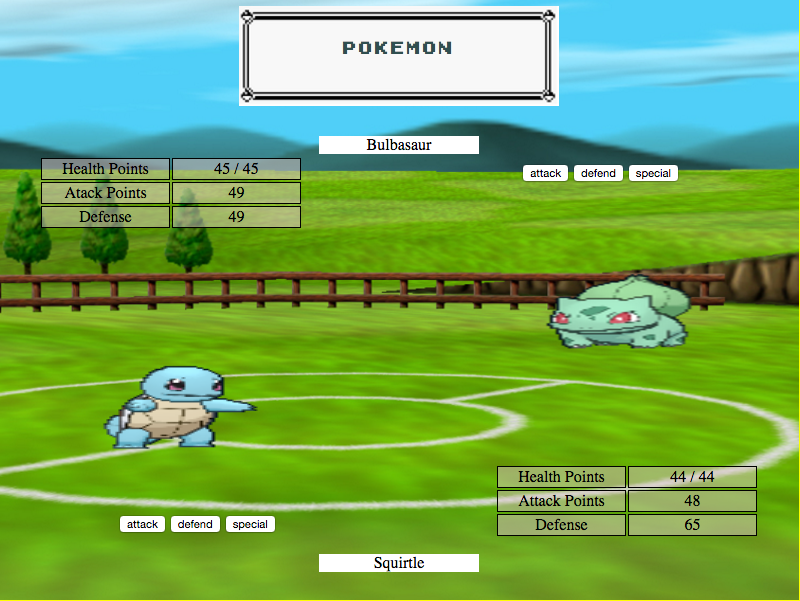 POKEMON
Bulbasaur
Health Points 45 / 45
Atack Points 49
Defense 49
attack defend special
Health Points 44 / 44
Attack Points 48
Defense 65
attack defend special
Squirtle